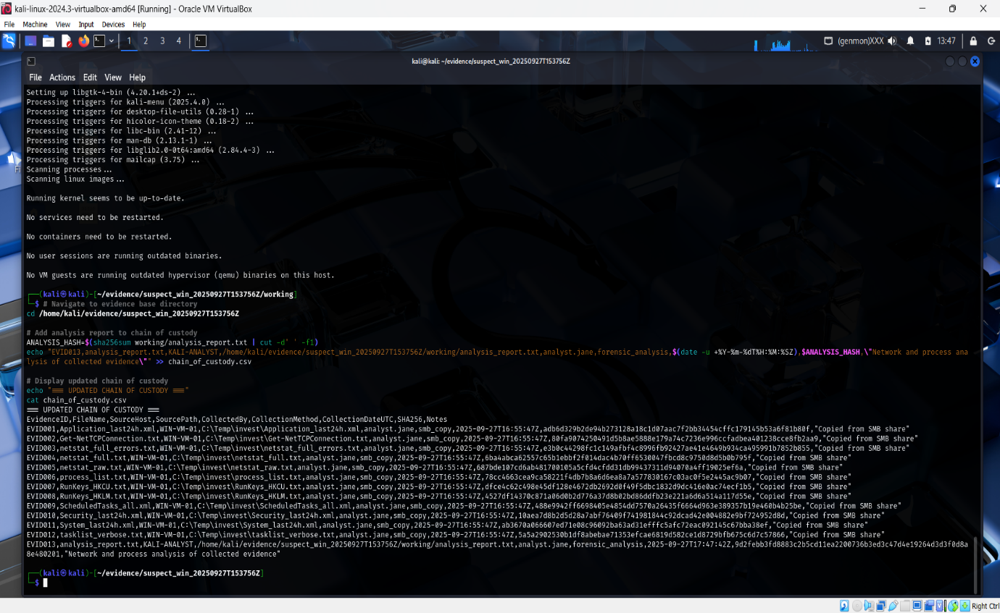 kali-linux-2024.3-virtualbox-amd64 [Running] - Oracle VM VirtualBox
File Machine View Input Devices Help
1 2 3 4 (genmon)XXX 13:47
kali@kali: ~/evidence/suspect_win_20250927T153756Z
File Actions Edit View Help
Setting up libgtk-4-bin (4.20.1+ds-2) ...
Processing triggers for kali-menu (2025.4.0) ...
Processing triggers for desktop-file-utils (0.28-1) ...
Processing triggers for hicolor-icon-theme (0.18-2) ...
Processing triggers for libc-bin (2.41-12) ...
Processing triggers for man-db (2.13.1-1) ...
Processing triggers for libglib2.0-0t64:amd64 (2.84.4-3) ...
Processing triggers for mailcap (3.75) ...
Scanning processes...
Scanning linux images...
Running kernel seems to be up-to-date.
No services need to be restarted.
No containers need to be restarted.
No user sessions are running outdated binaries.
No VM guests are running outdated hypervisor (qemu) binaries on this host.
┌──(kali㉿kali)-[~/evidence/suspect_win_20250927T153756Z/working]
└─$ # Navigate to evidence base directory
cd /home/kali/evidence/suspect_win_20250927T153756Z
# Add analysis report to chain of custody
ANALYSIS_HASH=$(sha256sum working/analysis_report.txt | cut -d' ' -f1)
echo "EVID013,analysis_report.txt,KALI-ANALYST,/home/kali/evidence/suspect_win_20250927T153756Z/working/analysis_report.txt,analyst.jane,forensic_analysis,$(date -u +%Y-%m-%dT%H:%M:%SZ),$ANALYSIS_HASH,\"Network and process ana
lysis of collected evidence\"" >> chain_of_custody.csv
# Display updated chain of custody
echo "=== UPDATED CHAIN OF CUSTODY ==="
cat chain_of_custody.csv
=== UPDATED CHAIN OF CUSTODY ===
EvidenceID,FileName,SourceHost,SourcePath,CollectedBy,CollectionMethod,CollectionDateUTC,SHA256,Notes
EVID001,Application_last24h.xml,WIN-VM-01,C:\Temp\invest\Application_last24h.xml,analyst.jane,smb_copy,2025-09-27T16:55:47Z,adb6d329b2de94b273128a18c1d07aac7f2bb34454cffc179145b53a6f81b80f,"Copied from SMB share"
EVID002,Get-NetTCPConnection.txt,WIN-VM-01,C:\Temp\invest\Get-NetTCPConnection.txt,analyst.jane,smb_copy,2025-09-27T16:55:47Z,80fa9074250491d5b8ae5888e179a74c7236e996ccfadbea401238cce8fb2aa9,"Copied from SMB share"
EVID003,netstat_full_errors.txt,WIN-VM-01,C:\Temp\invest\netstat_full_errors.txt,analyst.jane,smb_copy,2025-09-27T16:55:47Z,e3b0c44298fc1c149afbf4c8996fb92427ae41e4649b934ca495991b7852b855,"Copied from SMB share"
EVID004,netstat_full.txt,WIN-VM-01,C:\Temp\invest\netstat_full.txt,analyst.jane,smb_copy,2025-09-27T16:55:47Z,6ba4abca62557c65b1ebbf2f014dac4b70ff6530047fbcd8c9750d8d5b0b795f,"Copied from SMB share"
EVID005,netstat_raw.txt,WIN-VM-01,C:\Temp\invest\netstat_raw.txt,analyst.jane,smb_copy,2025-09-27T16:55:47Z,687bde107cd6ab481700105a5cfd4cfdd31db99437311d94070a4ff19025ef6a,"Copied from SMB share"
EVID006,process_list.txt,WIN-VM-01,C:\Temp\invest\process_list.txt,analyst.jane,smb_copy,2025-09-27T16:55:47Z,78cc4663cea9ca58221f4db7b8a6d6ea8a7a577830167c03ac0f5e2445ac9b07,"Copied from SMB share"
EVID007,RunKeys_HKCU.txt,WIN-VM-01,C:\Temp\invest\RunKeys_HKCU.txt,analyst.jane,smb_copy,2025-09-27T16:55:47Z,dfce4c62c498e45df128e4672db2692d0f49f5dbc1832d9dc416e0ac74ecf1b5,"Copied from SMB share"
EVID008,RunKeys_HKLM.txt,WIN-VM-01,C:\Temp\invest\RunKeys_HKLM.txt,analyst.jane,smb_copy,2025-09-27T16:55:47Z,4527df14370c871a06d0b2d776a37d8b02bd86ddfb23e221a6d6a514a117d55e,"Copied from SMB share"
EVID009,ScheduledTasks_all.xml,WIN-VM-01,C:\Temp\invest\ScheduledTasks_all.xml,analyst.jane,smb_copy,2025-09-27T16:55:47Z,488e9942ff6698405e4854dd7570a26435f6664d963e389357b19e460b4b25be,"Copied from SMB share"
EVID010,Security_last24h.xml,WIN-VM-01,C:\Temp\invest\Security_last24h.xml,analyst.jane,smb_copy,2025-09-27T16:55:47Z,10aea7d8b2d5d28a7abf76409f741981844c92dcad42e004882e9bf724952d8d,"Copied from SMB share"
EVID011,System_last24h.xml,WIN-VM-01,C:\Temp\invest\System_last24h.xml,analyst.jane,smb_copy,2025-09-27T16:55:47Z,ab3670a066607ed71e08c96092ba63ad31efffc5afc72eac092145c67bba38ef,"Copied from SMB share"
EVID012,tasklist_verbose.txt,WIN-VM-01,C:\Temp\invest\tasklist_verbose.txt,analyst.jane,smb_copy,2025-09-27T16:55:47Z,5a5a2902530b1df8abebae71353efcae6819d582ce1d8729bfb675c6d7c57866,"Copied from SMB share"
EVID013,analysis_report.txt,KALI-ANALYST,/home/kali/evidence/suspect_win_20250927T153756Z/working/analysis_report.txt,analyst.jane,forensic_analysis,2025-09-27T17:47:42Z,9d2febb3fd8883c2b5cd11ea2200736b3ed3c47d4e19264d3d3f0d8a
8e480201,"Network and process analysis of collected evidence"
┌──(kali㉿kali)-[~/evidence/suspect_win_20250927T153756Z]
└─$
Right Ctrl